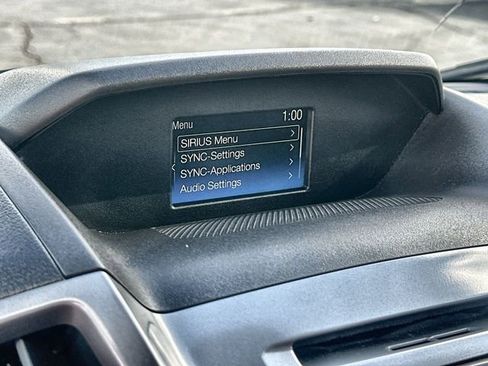 Menu 1:00
SIRIUS Menu
SYNC-Settings
SYNC-Applications
Audio Settings